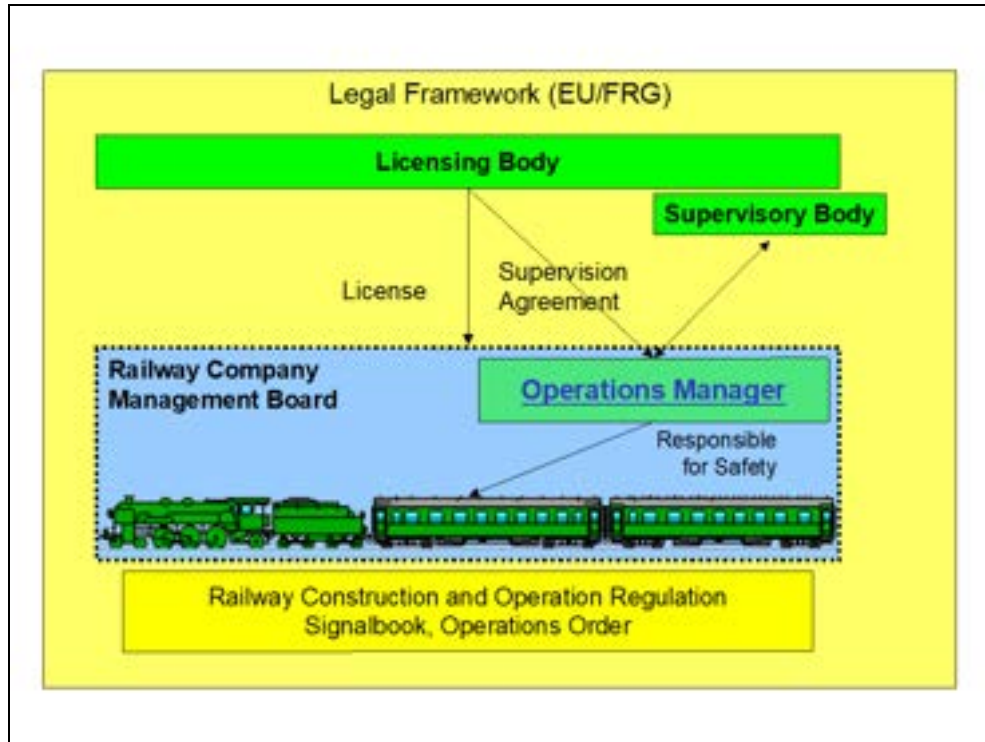 Legal Framework (EU/FRG)
Licensing Body
Supervisory Body
License
Supervision
Agreement
Railway Company
Management Board
Operations Manager
Responsible
for Safety
Railway Construction and Operation Regulation
Signalbook, Operations Order